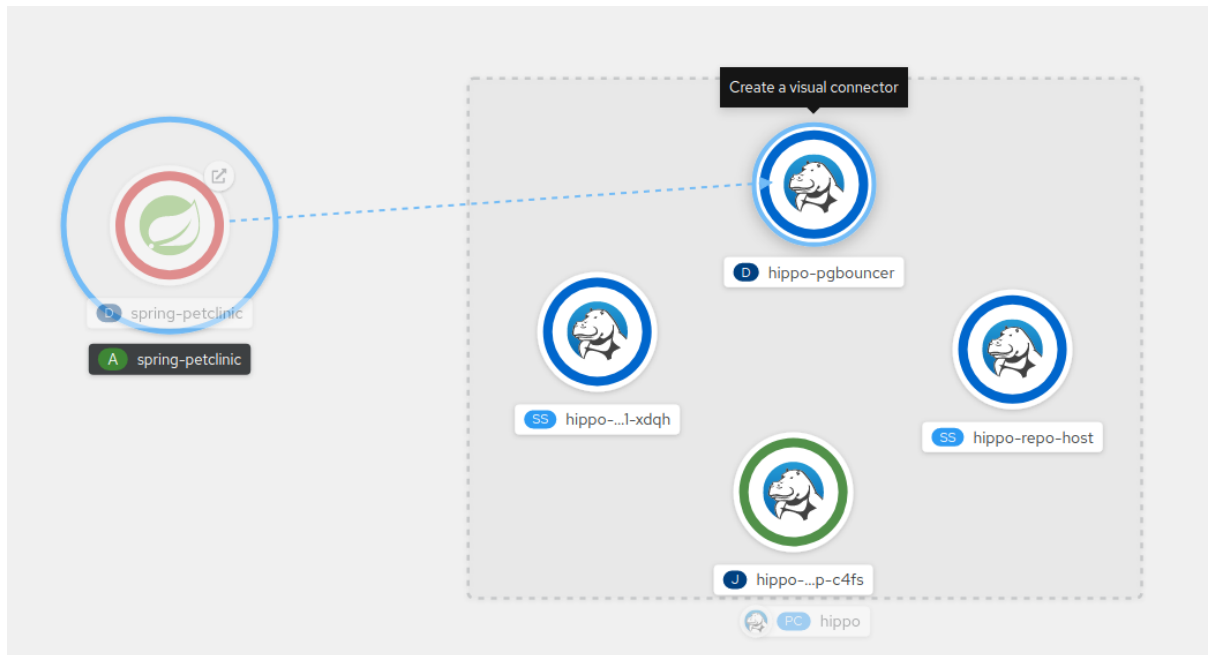 Create a visual connector
D hippo-pgbouncer
D spring-petclinic
A spring-petclinic
SS hippo-...1-xdqh
SS hippo-repo-host
J hippo-...p-c4fs
PC hippo